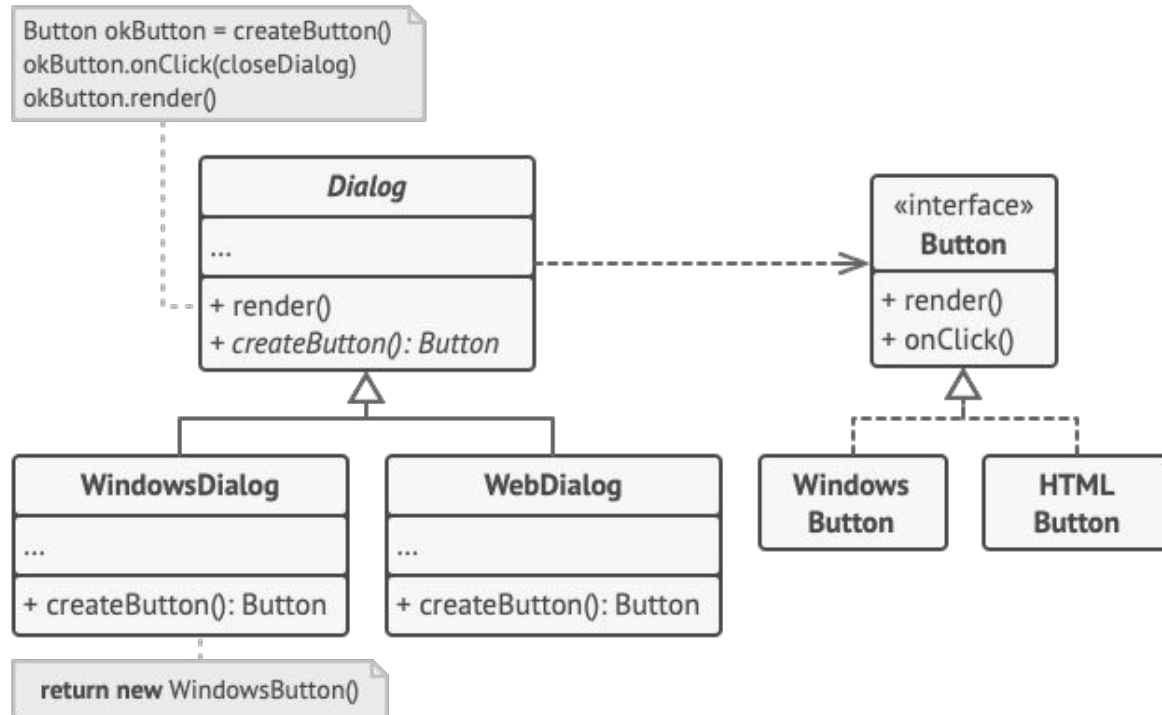 Button okButton = createButton()
okButton.onClick(closeDialog)
okButton.render()
Dialog
...
+ render()
+ createButton(): Button
«interface»
Button
+ render()
+ onClick()
WindowsDialog
...
+ createButton(): Button
WebDialog
...
+ createButton(): Button
Windows
Button
HTML
Button
return new WindowsButton()